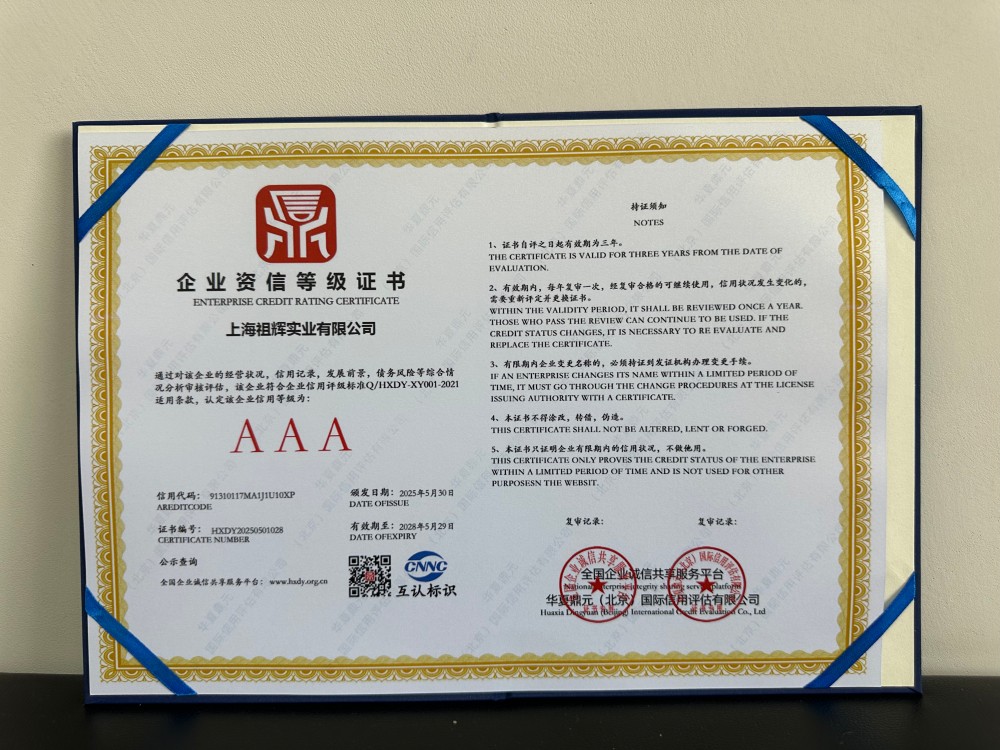 企业资信等级证书
ENTERPRISE CREDIT RATING CERTIFICATE
上海祖辉实业有限公司
通过对该企业的经营状况，信用记录，发展前景，债务风险等综合情
况分析审核评估，该企业符合企业信用评级标准Q/HXDY-XY001-2021
适用条款，认定该企业信用等级为：
AAA
信用代码： 91310117MA1J1U10XP
AREDITCODE
颁发日期：2025年5月30日
DATE OFISSUE
证书编号： HXDY20250501028
CERTIFICATE NUMBER
有效期至：2028年5月29日
DATE OFEXPIRY
公示查询
全国企业诚信共享服务平台：www.hxdy.org.cn
CNNC
互认标识
持证须知
NOTES
1、证书自评之日起有效期为三年。
THE CERTIFICATE IS VALID FOR THREE YEARS FROM THE DATE OF
EVALUATION.
2、有效期内，每年复审一次，经复审合格的可继续使用，信用状况发生变化的，
需要重新评定并更换证书。
WITHIN THE VALIDITY PERIOD, IT SHALL BE REVIEWED ONCE A YEAR.
THOSE WHO PASS THE REVIEW CAN CONTINUE TO BE USED. IF THE
CREDIT STATUS CHANGES, IT IS NECESSARY TO RE EVALUATE AND
REPLACE THE CERTIFICATE.
3、有限期内企业变更名称的，必须持证到发证机构办理变更手续。
IF AN ENTERPRISE CHANGES ITS NAME WITHIN A LIMITED PERIOD OF
TIME, IT MUST GO THROUGH THE CHANGE PROCEDURES AT THE LICENSE
ISSUING AUTHORITY WITH A CERTIFICATE.
4、本证书不得涂改，转借，伪造。
THIS CERTIFICATE SHALL NOT BE ALTERED, LENT OR FORGED.
5、本证书只证明企业有限期内的信用状况，不做他用。
THIS CERTIFICATE ONLY PROVES THE CREDIT STATUS OF THE ENTERPRISE
WITHIN A LIMITED PERIOD OF TIME AND IS NOT USED FOR OTHER
PURPOSESN THE WEBSIT.
复审记录： 复审记录：
全国企业诚信共享服务平台
National enterprise integrity sharing service platform
华夏鼎元（北京）国际信用评估有限公司
Huaxia Dingyuan (Beijing) International Credit Evaluation Co., Ltd